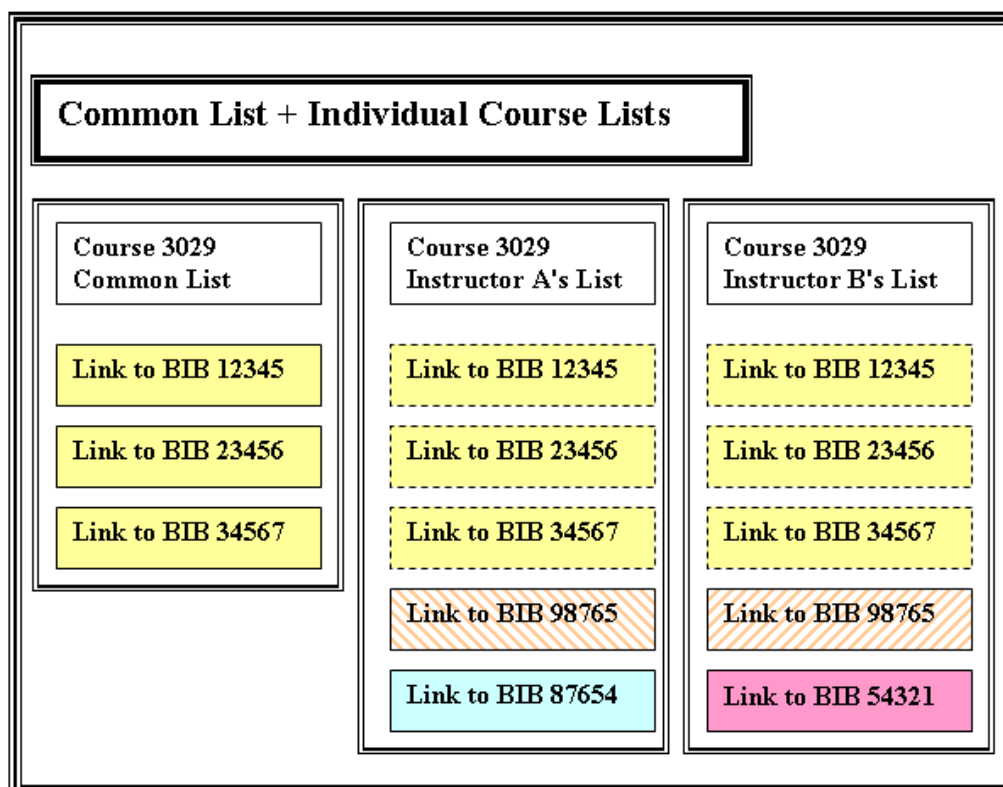 Common List + Individual Course Lists
Course 3029
Common List
Link to BIB 12345
Link to BIB 23456
Link to BIB 34567
Course 3029
Instructor A's List
Link to BIB 12345
Link to BIB 23456
Link to BIB 34567
Link to BIB 98765
Link to BIB 87654
Course 3029
Instructor B's List
Link to BIB 12345
Link to BIB 23456
Link to BIB 34567
Link to BIB 98765
Link to BIB 54321